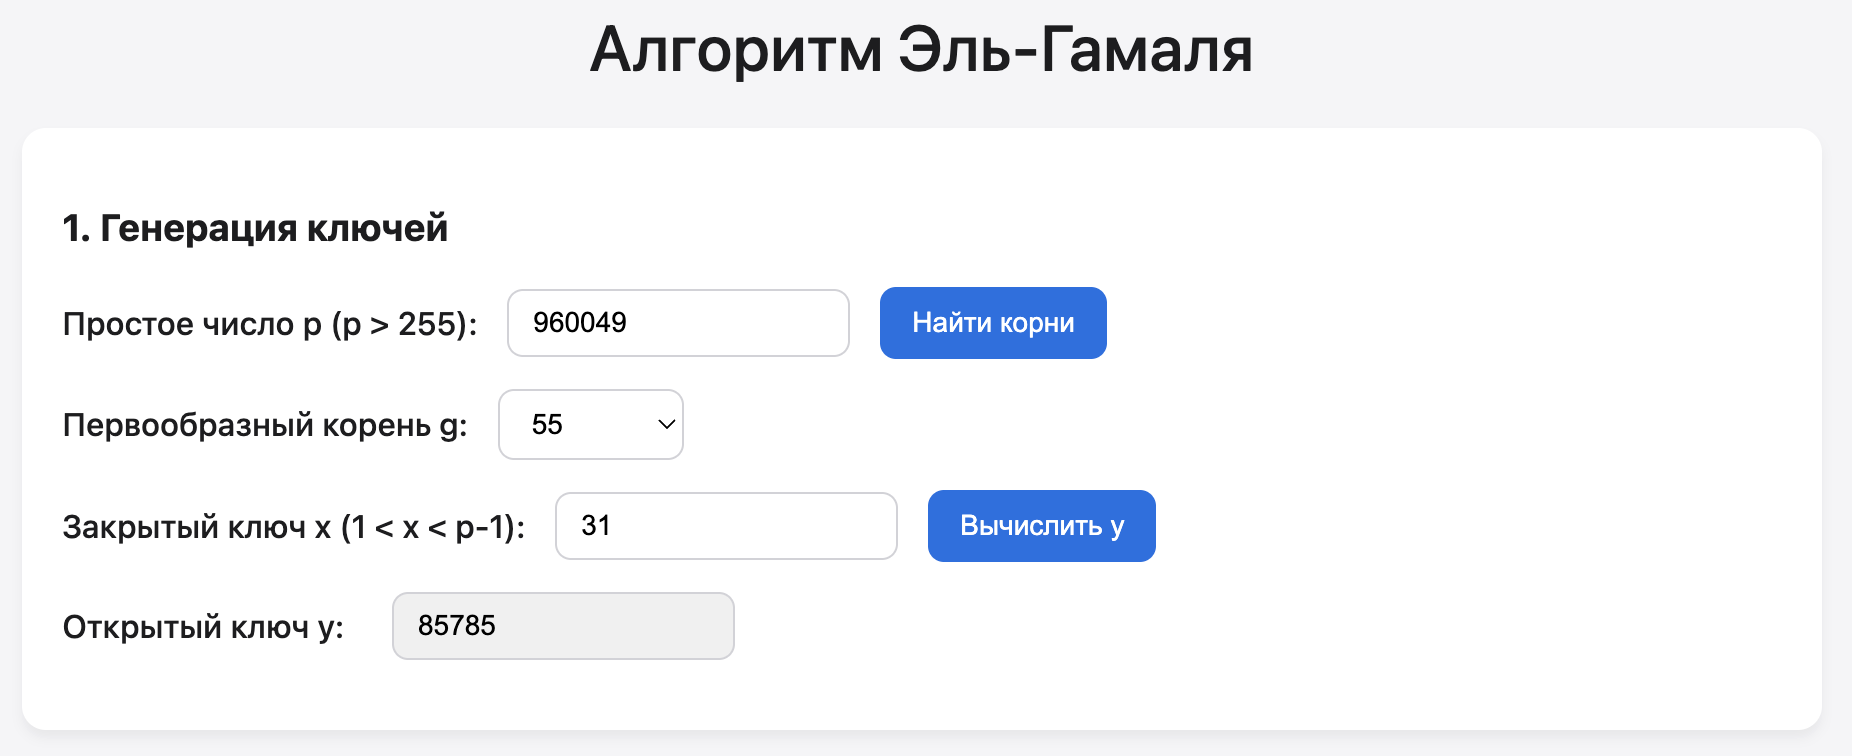 Алгоритм Эль-Гамаля
1. Генерация ключей
Простое число p (p > 255): 960049 Найти корни
Первообразный корень g: 55
Закрытый ключ x (1 < x < p-1): 31 Вычислить y
Открытый ключ y: 85785